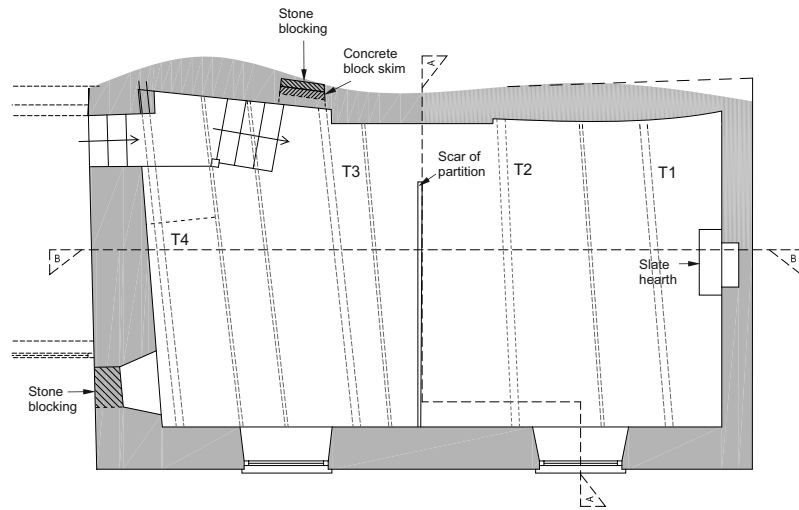 Stone
blocking
Concrete
block skim
A
Scar of
partition
T3
T2
T1
T4
B
Slate
hearth
B
Stone
blocking
A